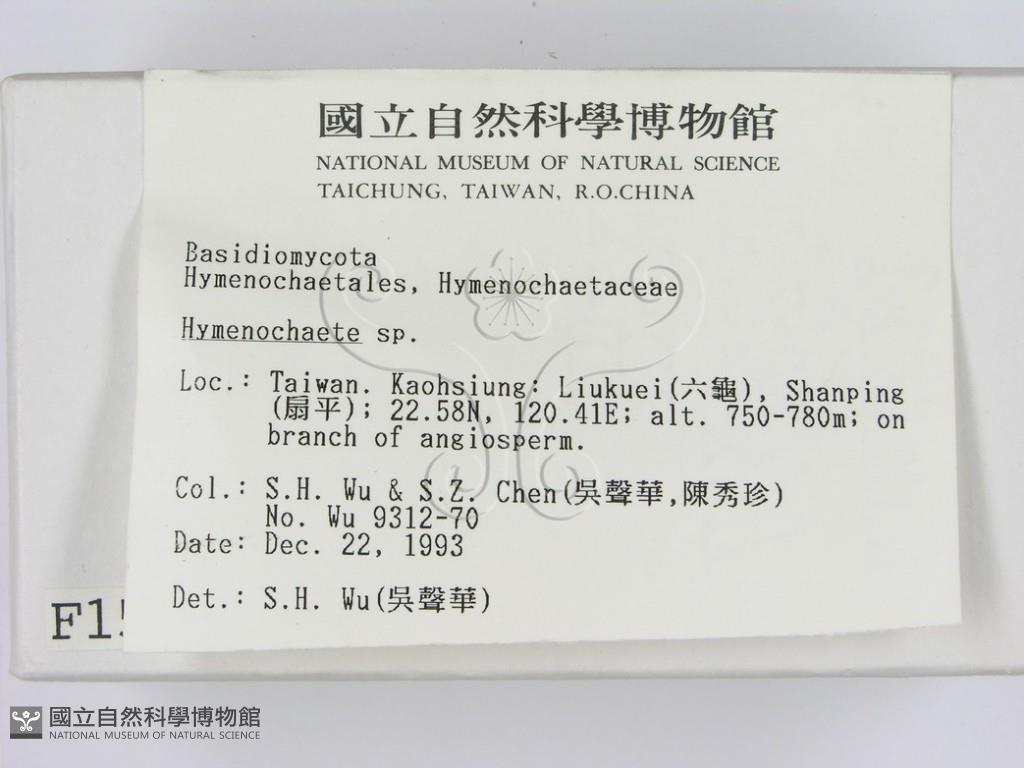 國立自然科學博物館
NATIONAL MUSEUM OF NATURAL SCIENCE
TAICHUNG, TAIWAN, R.O.CHINA
Basidiomycota
Hymenochaetales, Hymenochaetaceae
Hymenochaete sp.
Loc.: Taiwan. Kaohsiung: Liukuei(六龜), Shanping
(扇平); 22.58N, 120.41E; alt. 750-780m; on
branch of angiosperm.
Col.: S.H. Wu & S.Z. Chen(吳聲華,陳秀珍)
No. Wu 9312-70
Date: Dec. 22, 1993
Det.: S.H. Wu(吳聲華)
國立自然科學博物館
NATIONAL MUSEUM OF NATURAL SCIENCE